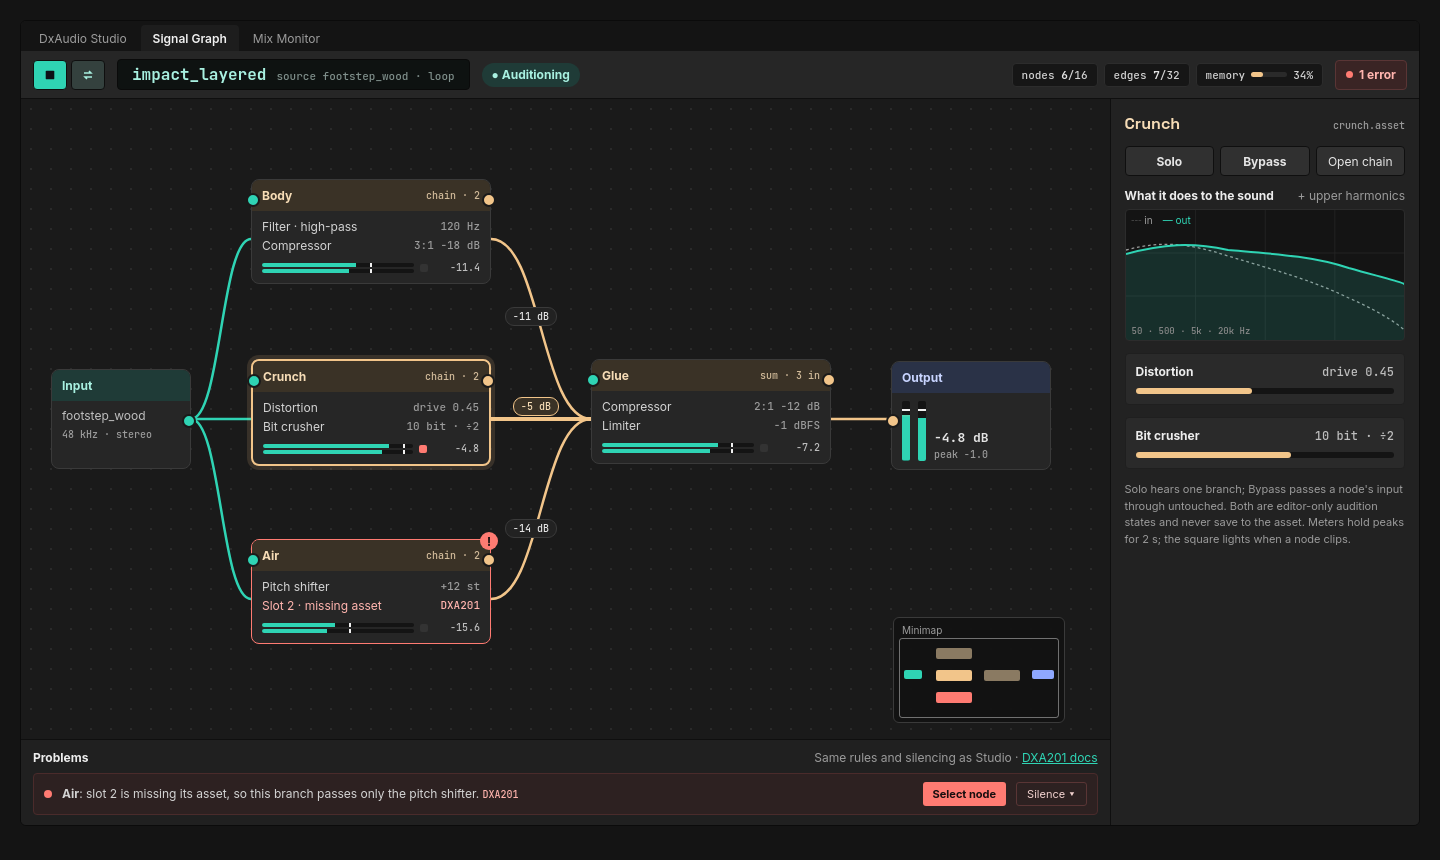 DxAudio Studio Signal Graph Mix Monitor
impact_layered source footstep_wood · loop
● Auditioning
nodes 6/16 edges 7/32 memory 34%
1 error
Body chain · 2
Filter · high-pass 120 Hz
Compressor 3:1 -18 dB
-11.4
-11 dB
Input
footstep_wood
48 kHz · stereo
Crunch chain · 2
Distortion drive 0.45
Bit crusher 10 bit · ÷2
-4.8
-5 dB
Glue sum · 3 in
Compressor 2:1 -12 dB
Limiter -1 dBFS
-7.2
Output
-4.8 dB
peak -1.0
-14 dB
!
Air chain · 2
Pitch shifter +12 st
Slot 2 · missing asset DXA201
-15.6
Minimap
Problems
Same rules and silencing as Studio · DXA201 docs
Air: slot 2 is missing its asset, so this branch passes only the pitch shifter. DXA201
Select node Silence ▾
Crunch crunch.asset
Solo Bypass Open chain
What it does to the sound + upper harmonics
— in — out
50 · 500 · 5k · 20k Hz
Distortion drive 0.45
Bit crusher 10 bit · ÷2
Solo hears one branch; Bypass passes a node's input
through untouched. Both are editor-only audition
states and never save to the asset. Meters hold peaks
for 2 s; the square lights when a node clips.